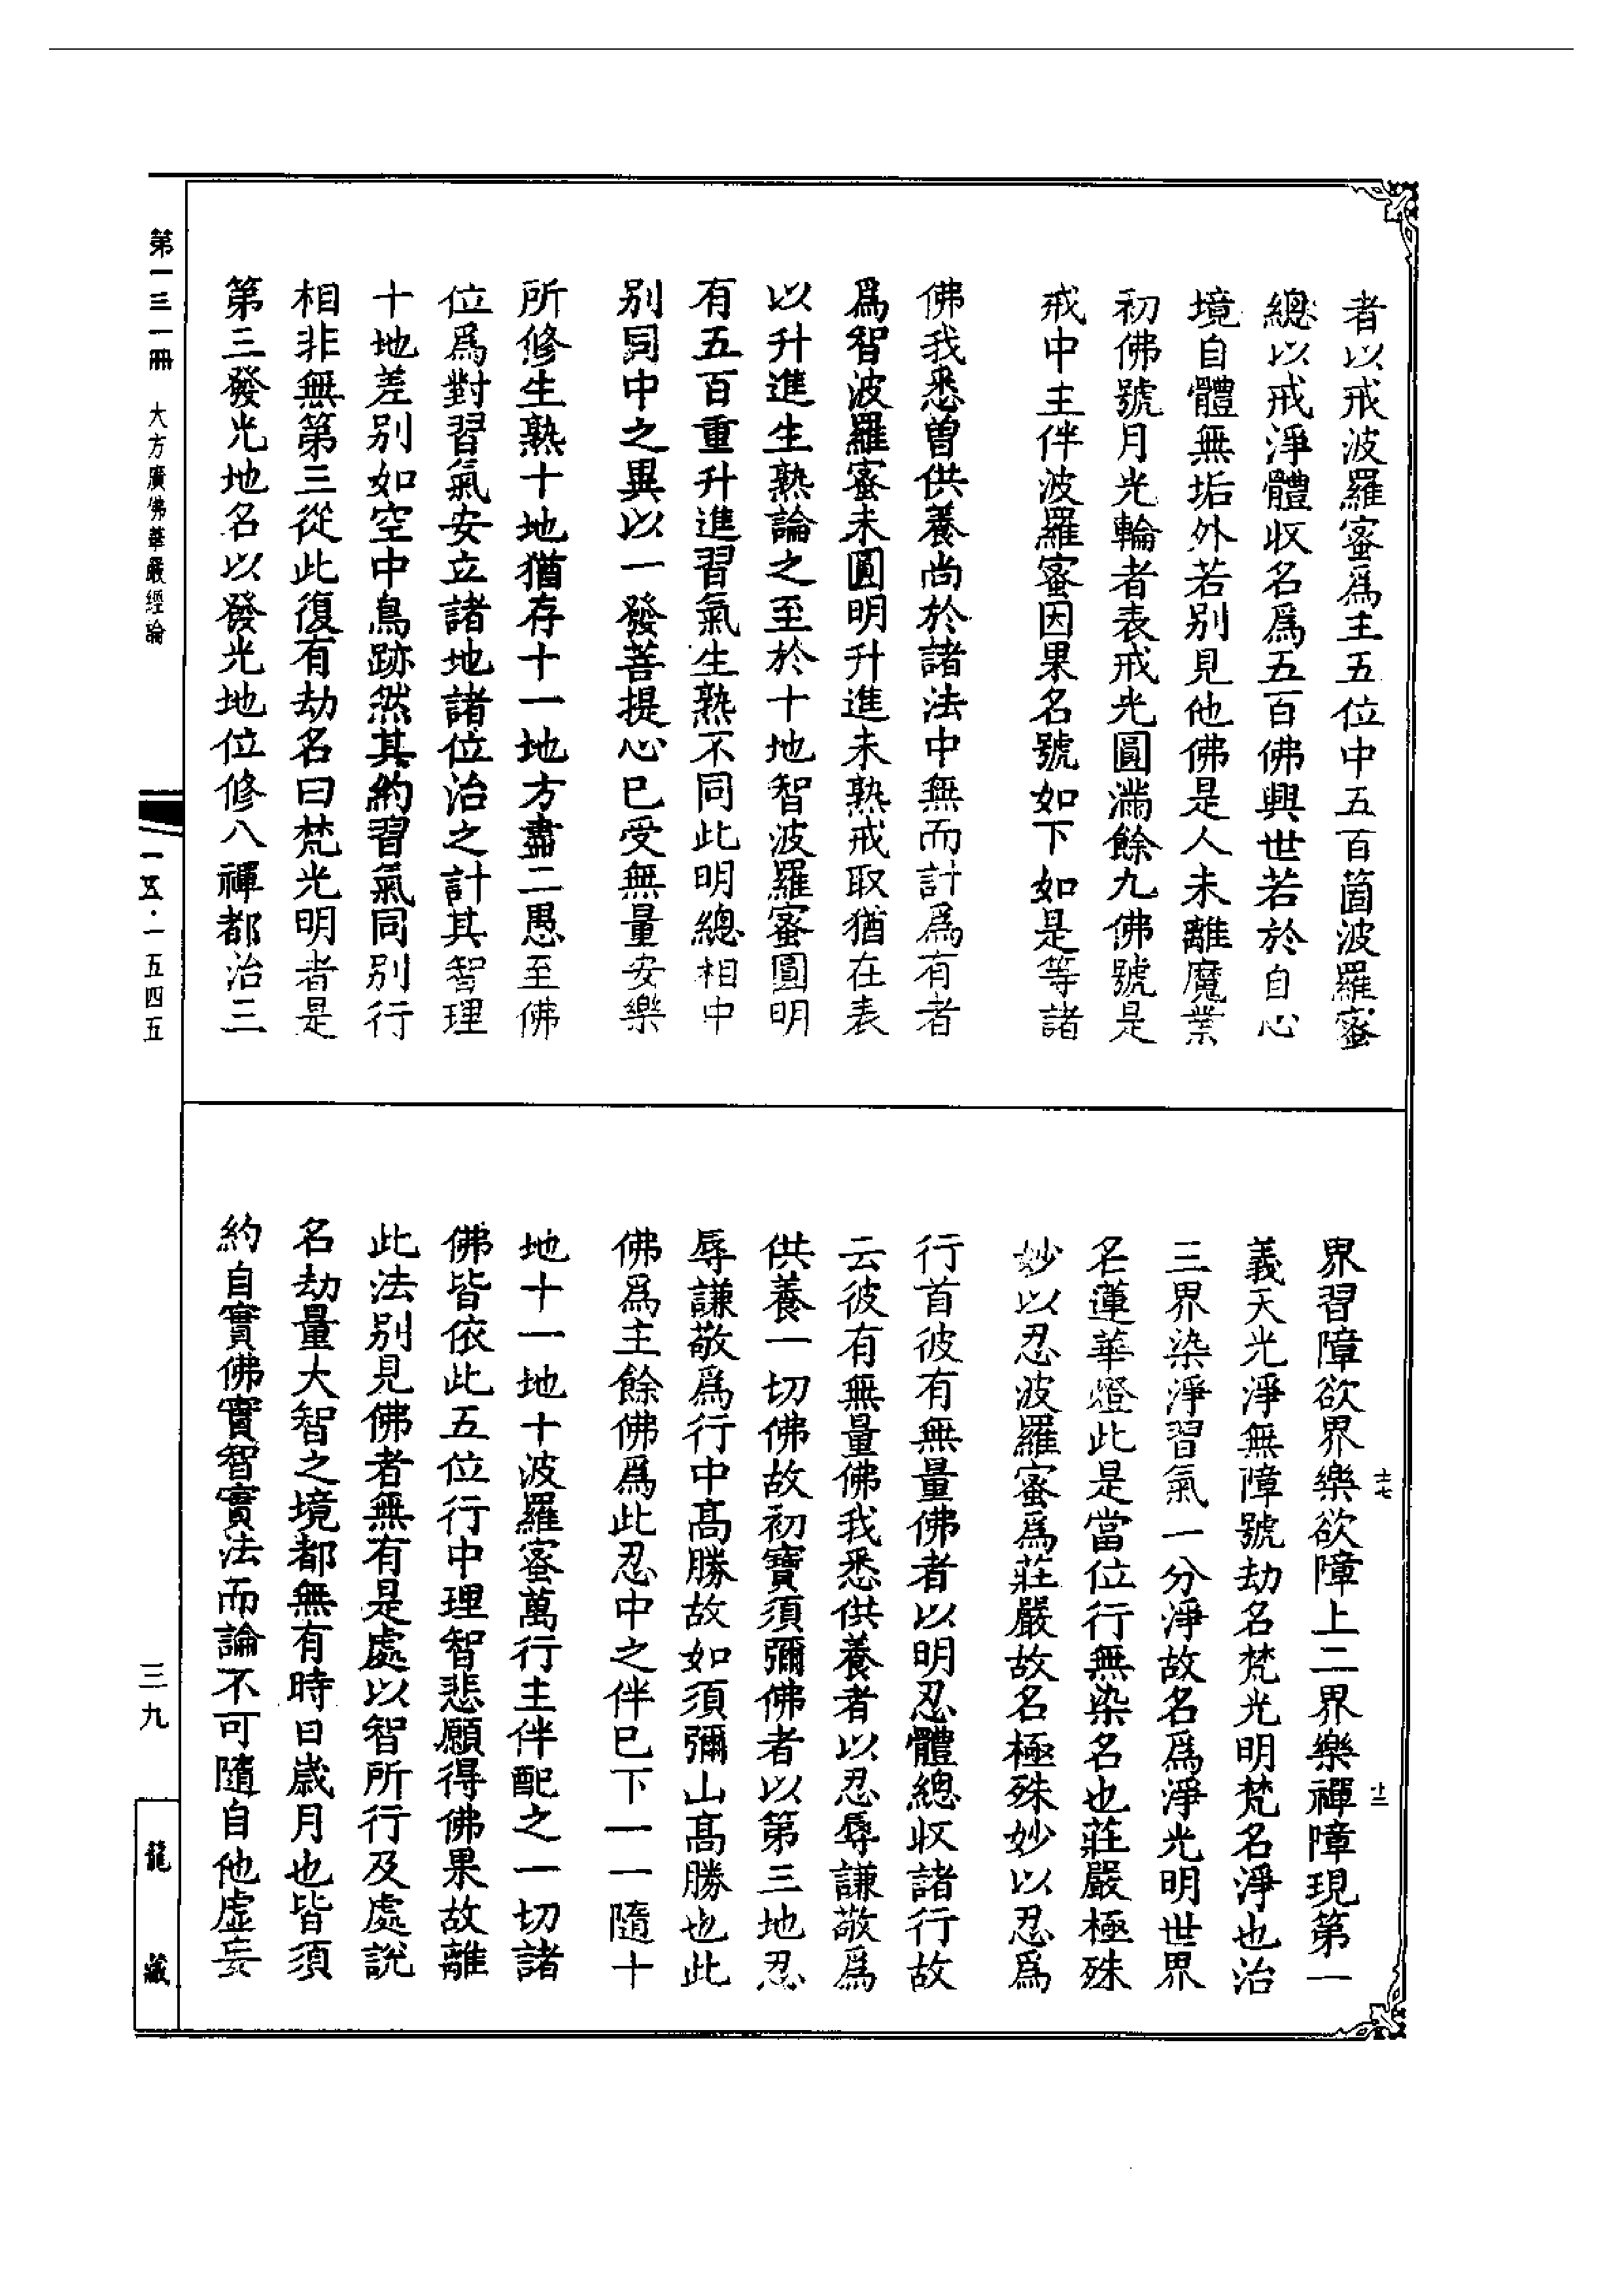 者以戒波羅蜜爲主五位中五百箇波羅蜜
總以戒淨體收名爲五百佛興世若於自心
境自體無垢外若别見他佛是人未離魔業
初佛號月光輪者表戒光圓滿餘九佛號是
戒中主伴波羅蜜因果名號如下如是等諸
佛我悉曾供養尚於諸法中無而計爲有者
爲智波羅蜜未圓明升進未熟戒取猶在表
以升進生熟論之至於十地智波羅蜜圓明
有五百重升進習氣生熟不同此明總相中
别同中之異以一發菩提心已受無量安樂
所修生熟十地猶存十一地方盡二愚至佛
位爲對習氣安立諸地諸位治之計其智理
十地差别如空中鳥跡然其約習氣同别行
相非無第三從此復有劫名曰梵光明者是
第三發光地名以發光地位修八禪都治三
界習障欲界樂欲障上二界樂禪障現第一
義天光淨無障號劫名梵光明梵名淨也治
三界染淨習氣一分淨故名爲淨光明世界
名蓮華燈此是當位行無染名也莊嚴極殊
妙以忍波羅蜜爲莊嚴故名極殊妙以忍爲
行首彼有無量佛者以明忍體總收諸行故
云彼有無量佛我悉供養者以忍辱謙敬爲
供養一切佛故初寶須彌佛者以第三地忍
辱謙敬爲行中高勝故如須彌山高勝也此
佛爲主餘佛爲此忍中之伴已下一一隨十
地十一地十波羅蜜萬行主伴配之一切諸
佛皆依此五位行中理智悲願得佛果故離
此法别見佛者無有是處以智所行及處說
名劫量大智之境都無有時日歲月也皆須
約自實佛實智實法而論不可隨自他虚妄
第一三一冊 大方廣佛華嚴經論
一五·一五四五
三九
龍藏